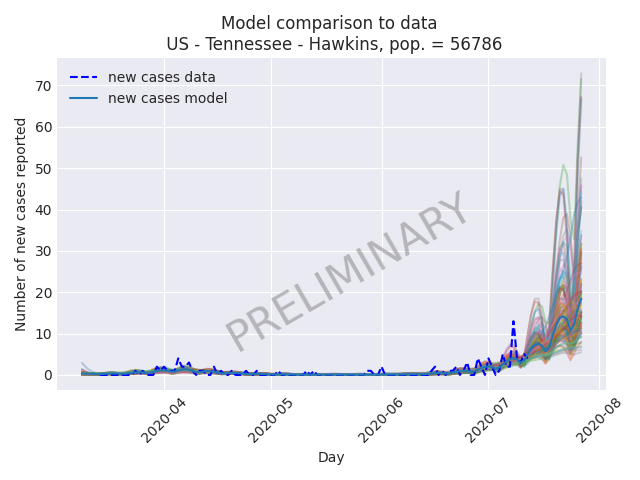 Model comparison to data
US - Tennessee - Hawkins, pop. = 56786
new cases data
new cases model
PRELIMINARY
Number of new cases reported
70
60
50
40
30
20
10
0
2020-04
2020-05
2020-06
2020-07
2020-08
Day